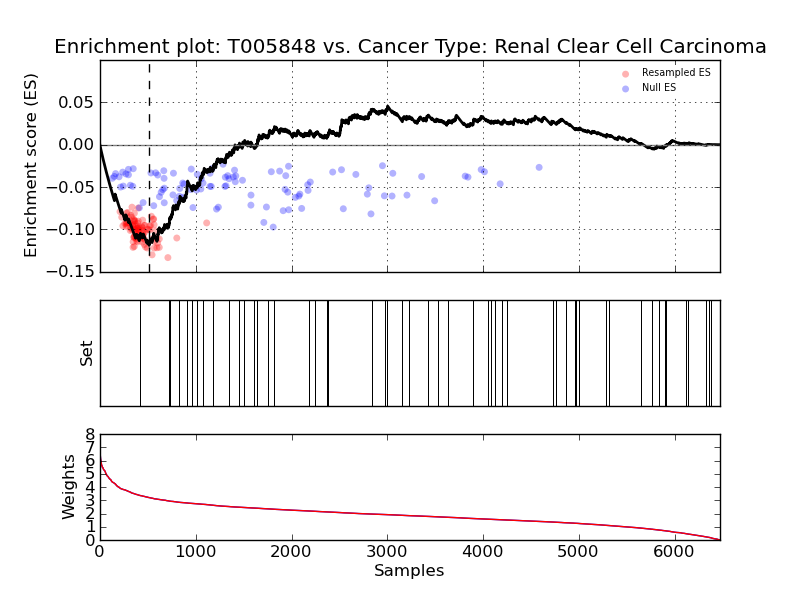 Enrichment plot: T005848 vs. Cancer Type: Renal Clear Cell Carcinoma
Enrichment score (ES)
0.05
0.00
−0.05
−0.10
−0.15
Resampled ES
Null ES
Set
Weights
8
7
6
5
4
3
2
1
0
0 1000 2000 3000 4000 5000 6000
Samples